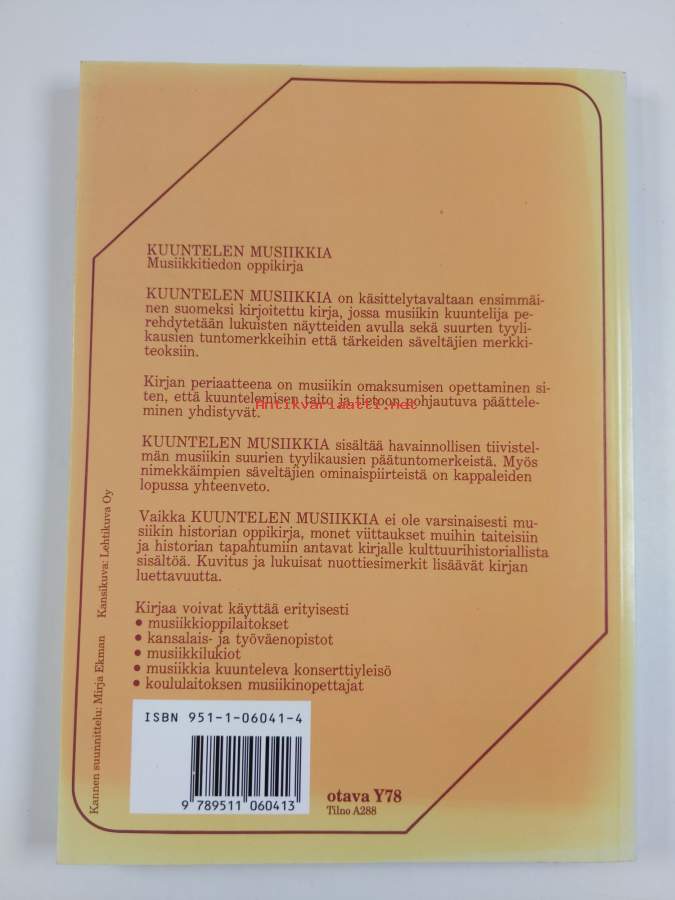 KUUNTELEN MUSIIKKIA
Musiikkitiedon oppikirja
KUUNTELEN MUSIIKKIA on käsittelytavaltaan ensimmäi-
nen suomeksi kirjoitettu kirja, jossa musiikin kuuntelija pe-
rehdytetään lukuisten näytteiden avulla sekä suurten tyyli-
kausien tuntomerkkeihin että tärkeiden säveltäjien merkki-
teoksiin.
Kirjan periaatteena on musiikin omaksumisen opettaminen si-
ten, että kuuntelemisen taito ja tietoon pohjautuva päättele-
minen yhdistyvät.
Antikvariaatti.net
KUUNTELEN MUSIIKKIA sisältää havainnollisen tiivistel-
män musiikin suurien tyylikausien päätuntomerkeistä. Myös
nimekkäimpien säveltäjien ominaispiirteistä on kappaleiden
lopussa yhteenveto.
Vaikka KUUNTELEN MUSIIKKIA ei ole varsinaisesti mu-
siikin historian oppikirja, monet viittaukset muihin taiteisiin
ja historian tapahtumiin antavat kirjalle kulttuurihistoriallista
sisältöä. Kuvitus ja lukuisat nuottiesimerkit lisäävät kirjan
luettavuutta.
Kirjaa voivat käyttää erityisesti
• musiikkioppilaitokset
• kansalais- ja työväenopistot
• musiikkilukiot
• musiikkia kuunteleva konserttiyleisö
• koululaitoksen musiikinopettajat
Kannen suunnittelu: Mirja Ekman Kansikuva: Lehtikuva Oy
ISBN 951-1-06041-4
9 789511 060413
otava Y78
Tilno A288